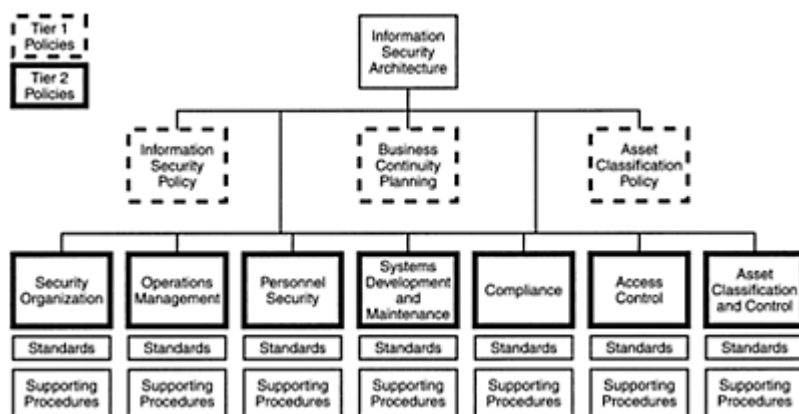 Tier 1
Policies
Tier 2
Policies
Information
Security
Architecture
Information
Security
Policy
Business
Continuity
Planning
Asset
Classification
Policy
Security
Organization
Operations
Management
Personnel
Security
Systems
Development
and
Maintenance
Compliance
Access
Control
Asset
Classification
and Control
Standards
Standards
Standards
Standards
Standards
Standards
Standards
Supporting
Procedures
Supporting
Procedures
Supporting
Procedures
Supporting
Procedures
Supporting
Procedures
Supporting
Procedures
Supporting
Procedures